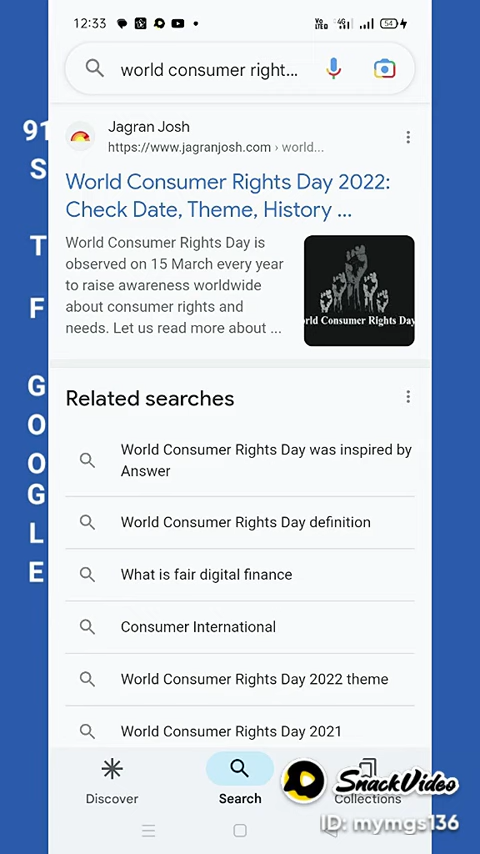 12:33
54
world consumer right...
Jagran Josh
https://www.jagranjosh.com › world...
World Consumer Rights Day 2022:
Check Date, Theme, History ...
World Consumer Rights Day is
observed on 15 March every year
to raise awareness worldwide
about consumer rights and
needs. Let us read more about ...
rld Consumer Rights Day
Related searches
World Consumer Rights Day was inspired by
Answer
World Consumer Rights Day definition
What is fair digital finance
Consumer International
World Consumer Rights Day 2022 theme
World Consumer Rights Day 2021
Discover
Search
Collections
91
S
T
F
G
O
O
G
L
E
SnackVideo
ID: mymgs136